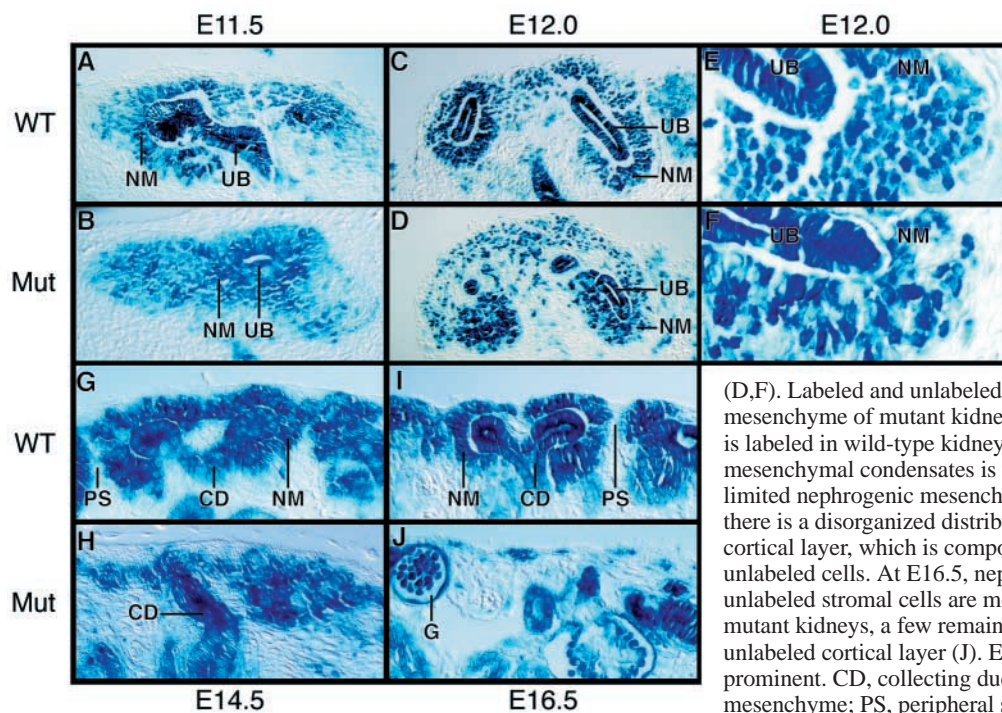 E11.5 E12.0 E12.0
WT
A
NM
UB
C
UB
NM
E
UB
NM
Mut
B
NM
UB
D
UB
NM
F
UB
NM
WT
G
PS
CD
NM
I
NM
CD
PS
Mut
H
CD
J
G
E14.5 E16.5
(D,F). Labeled and unlabeled
mesenchyme of mutant kidney
is labeled in wild-type kidney
mesenchymal condensates is
limited nephrogenic mesench
there is a disorganized distrib
cortical layer, which is compo
unlabeled cells. At E16.5, nep
unlabeled stromal cells are m
mutant kidneys, a few remain
unlabeled cortical layer (J). E
prominent. CD, collecting du
mesenchyme; PS, peripheral s